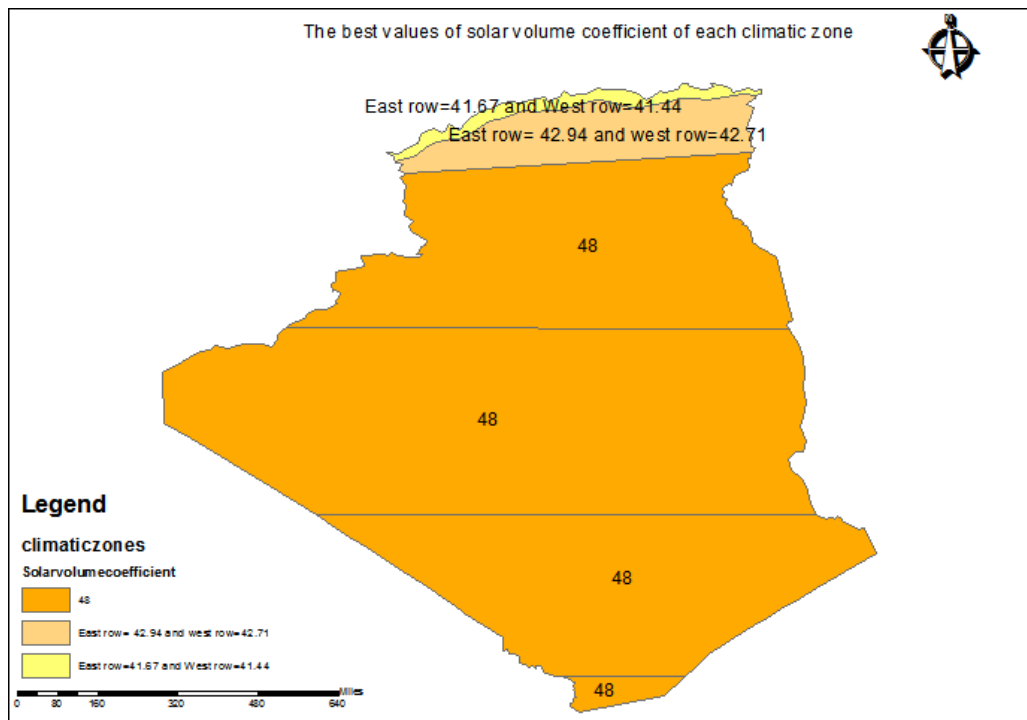 The best values of solar volume coefficient of each climatic zone
East row=41.67 and West row=41.44
East row= 42.94 and west row=42.71
48
48
48
48
Legend
climaticzones
Solarvolumecoefficient
48
East row= 42.94 and west row=42.71
East row=41.67 and West row=41.44
Miles
0 80 160 320 480 640